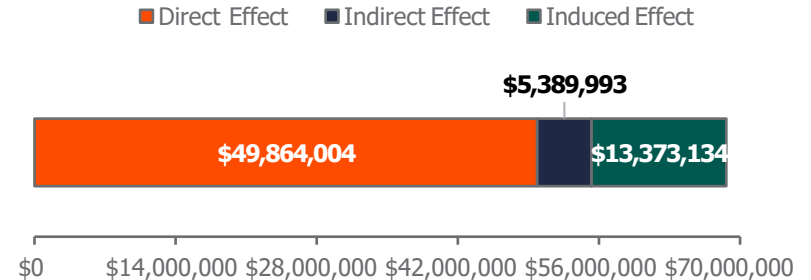 Direct Effect Indirect Effect Induced Effect
$5,389,993
$49,864,004 $13,373,134
$0 $14,000,000 $28,000,000 $42,000,000 $56,000,000 $70,000,000